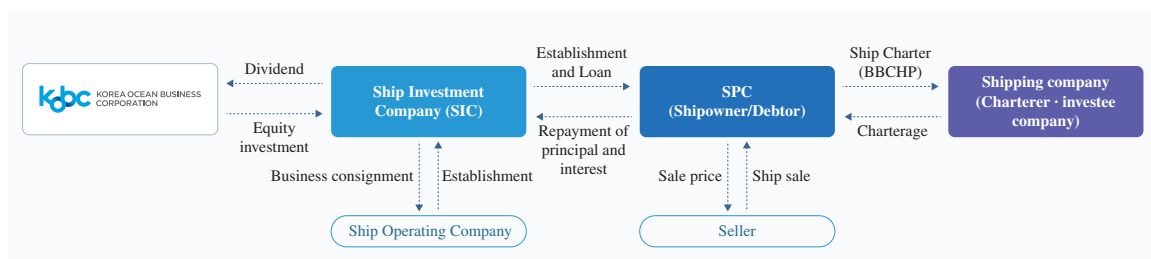 kobc KOREA OCEAN BUSINESS
CORPORATION
Dividend
Equity
investment
Ship Investment
Company (SIC)
Establishment
and Loan
Repayment of
principal and
interest
SPC
(Shipowner/Debtor)
Ship Charter
(BBCHP)
Charterage
Shipping company
(Charterer · investee
company)
Business consignment
Establishment
Sale price
Ship sale
Ship Operating Company
Seller